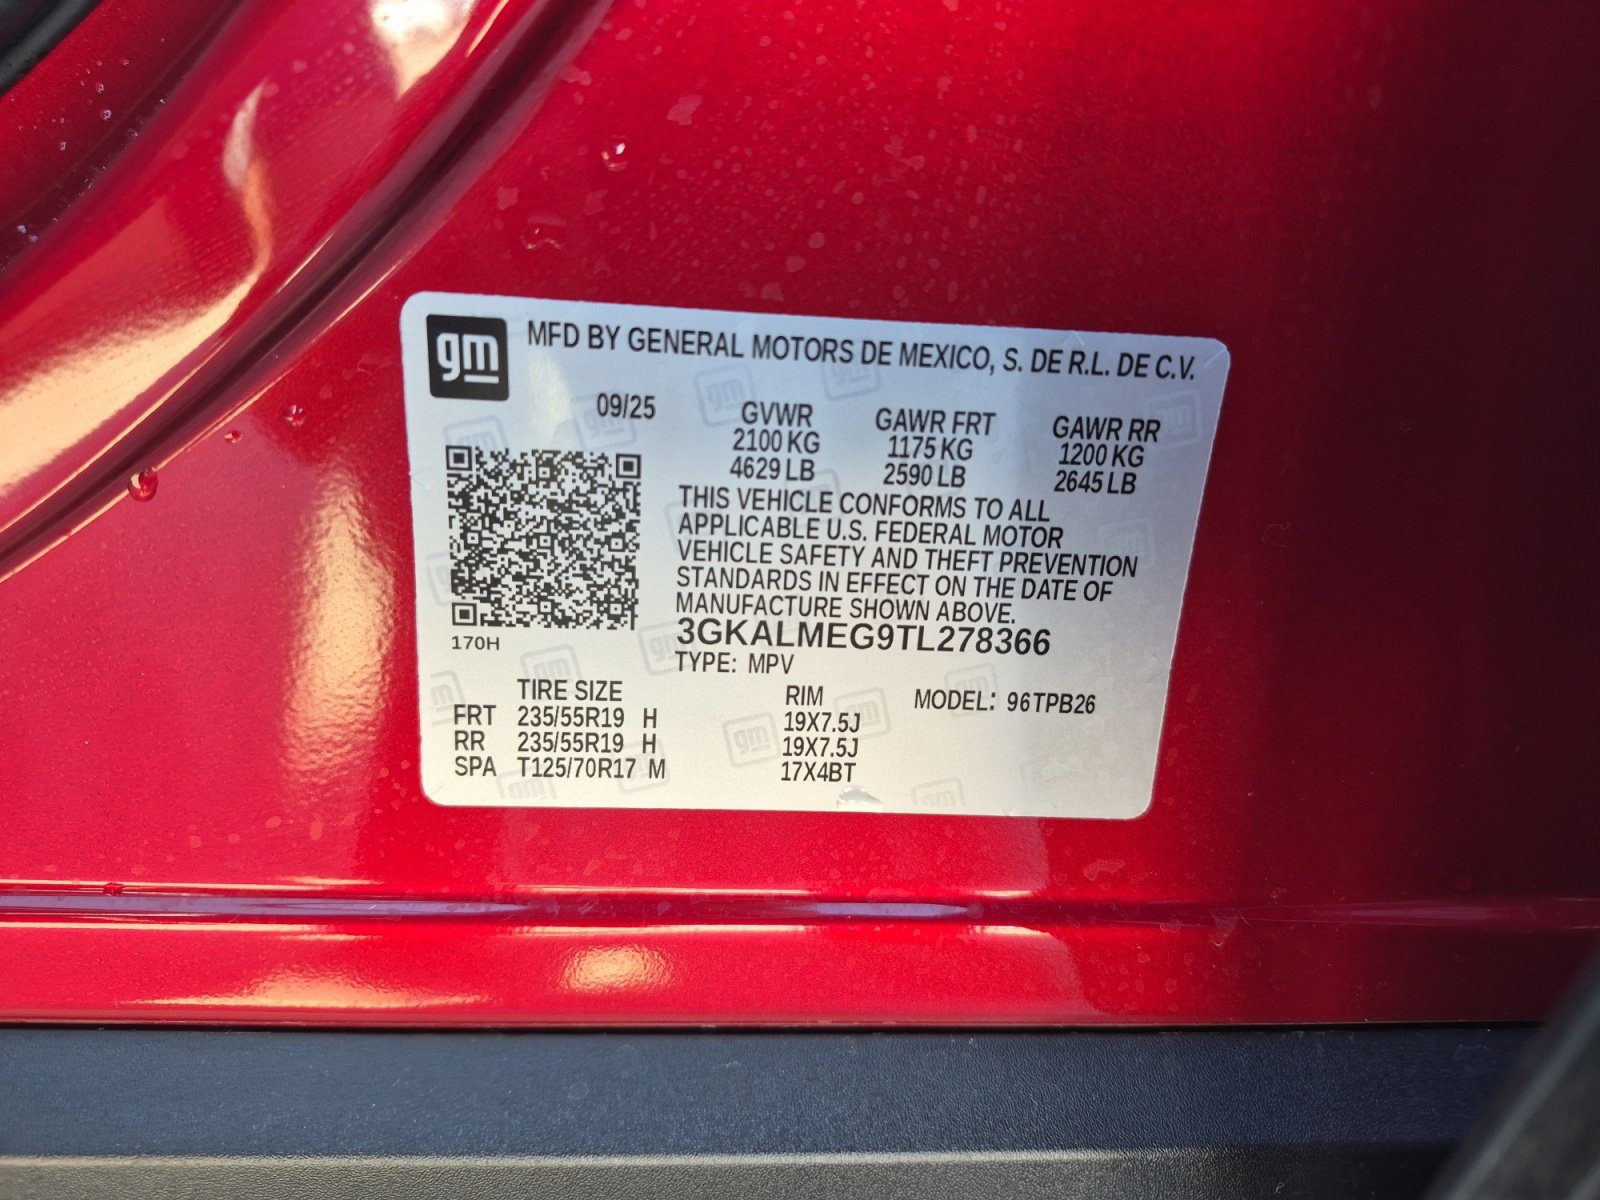 gm MFD BY GENERAL MOTORS DE MEXICO, S. DE R.L. DE C.V.
09/25 GVWR GAWR FRT GAWR RR
2100 KG 1175 KG 1200 KG
4629 LB 2590 LB 2645 LB
THIS VEHICLE CONFORMS TO ALL
APPLICABLE U.S. FEDERAL MOTOR
VEHICLE SAFETY AND THEFT PREVENTION
STANDARDS IN EFFECT ON THE DATE OF
MANUFACTURE SHOWN ABOVE.
170H 3GKALMEG9TL278366
TYPE: MPV
TIRE SIZE RIM MODEL: 96TPB26
FRT 235/55R19 H 19X7.5J
RR 235/55R19 H 19X7.5J
SPA T125/70R17 M 17X4BT